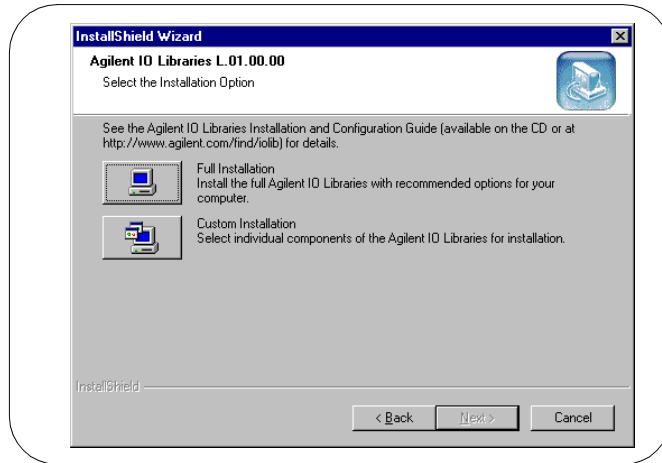 InstallShield Wizard
Agilent IO Libraries L.01.00.00
Select the Installation Option
See the Agilent IO Libraries Installation and Configuration Guide (available on the CD or at
http://www.agilent.com/find/iolib) for details.
Full Installation
Install the full Agilent IO Libraries with recommended options for your
computer.
Custom Installation
Select individual components of the Agilent IO Libraries for installation.
InstallShield
< Back
Next >
Cancel